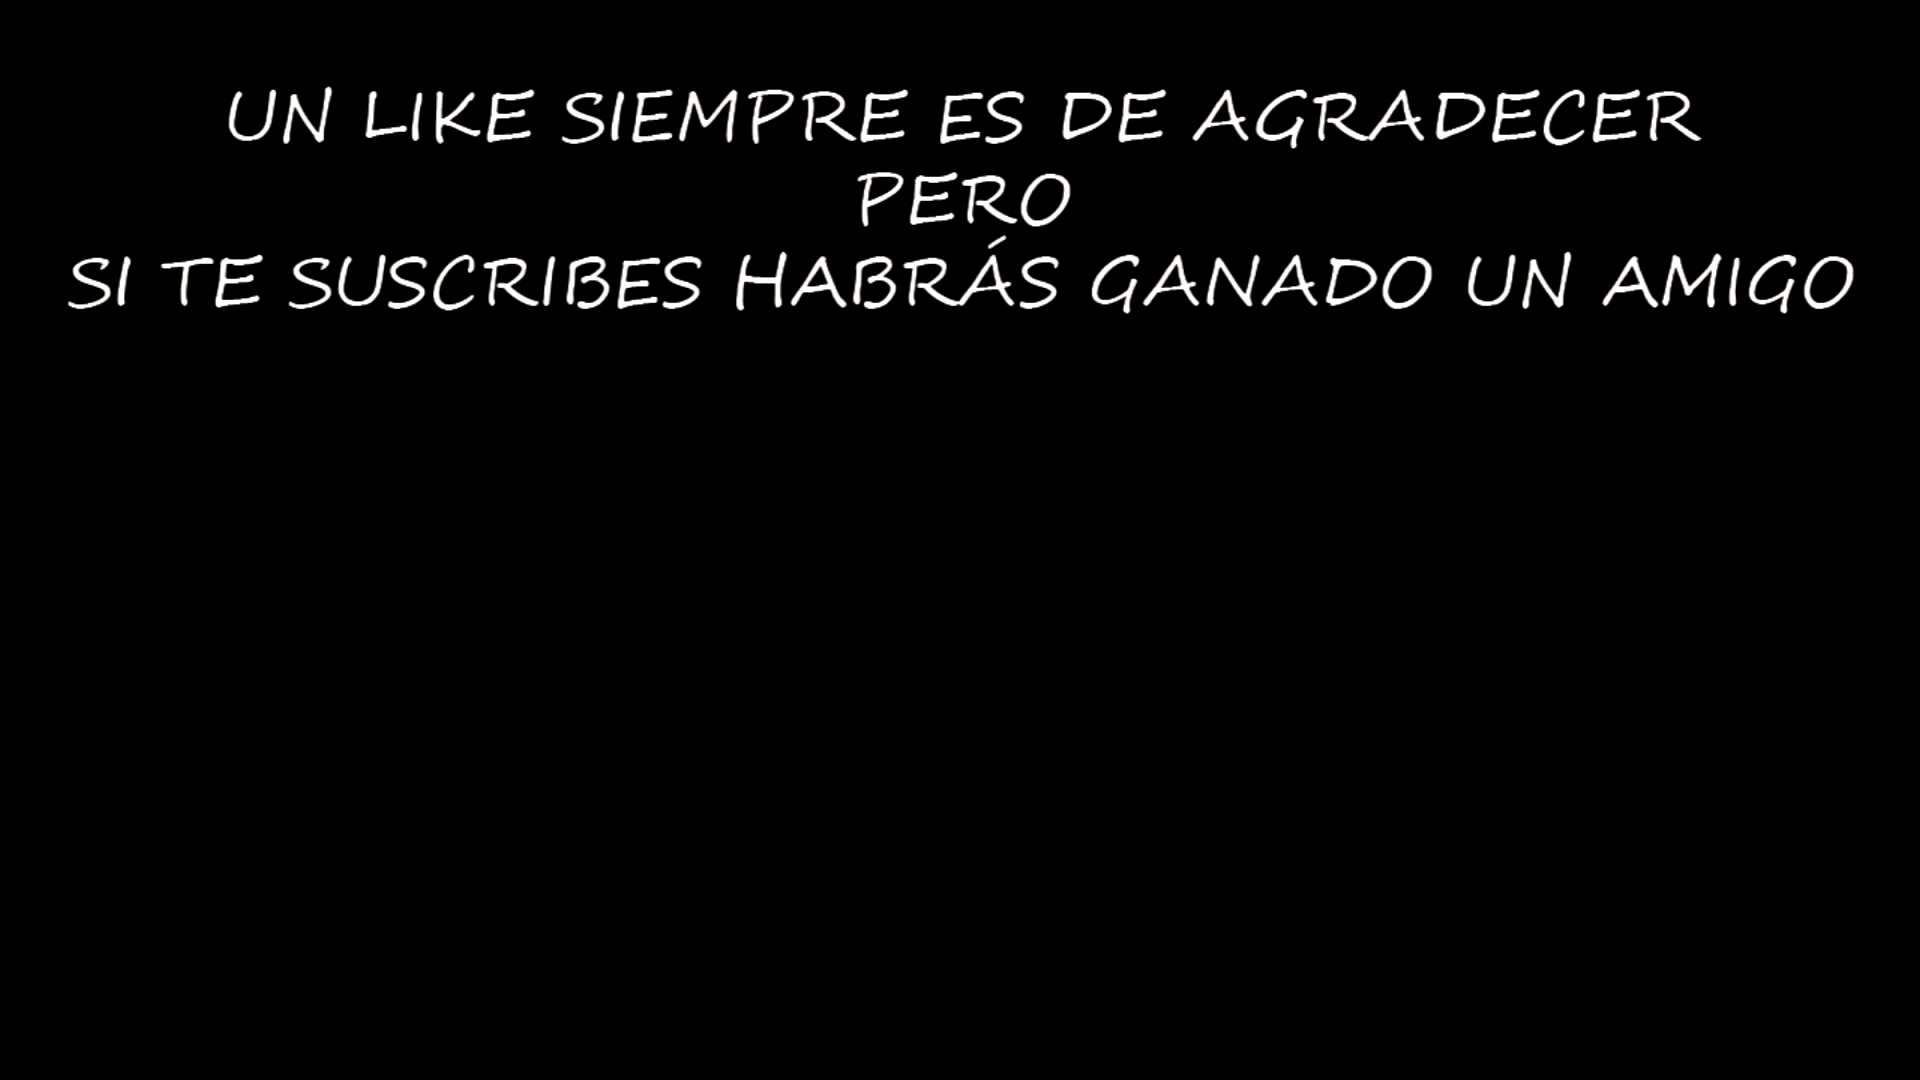 UN LIKE SIEMPRE ES DE AGRADECER
PERO
SI TE SUSCRIBES HABRÁS GANADO UN AMIGO